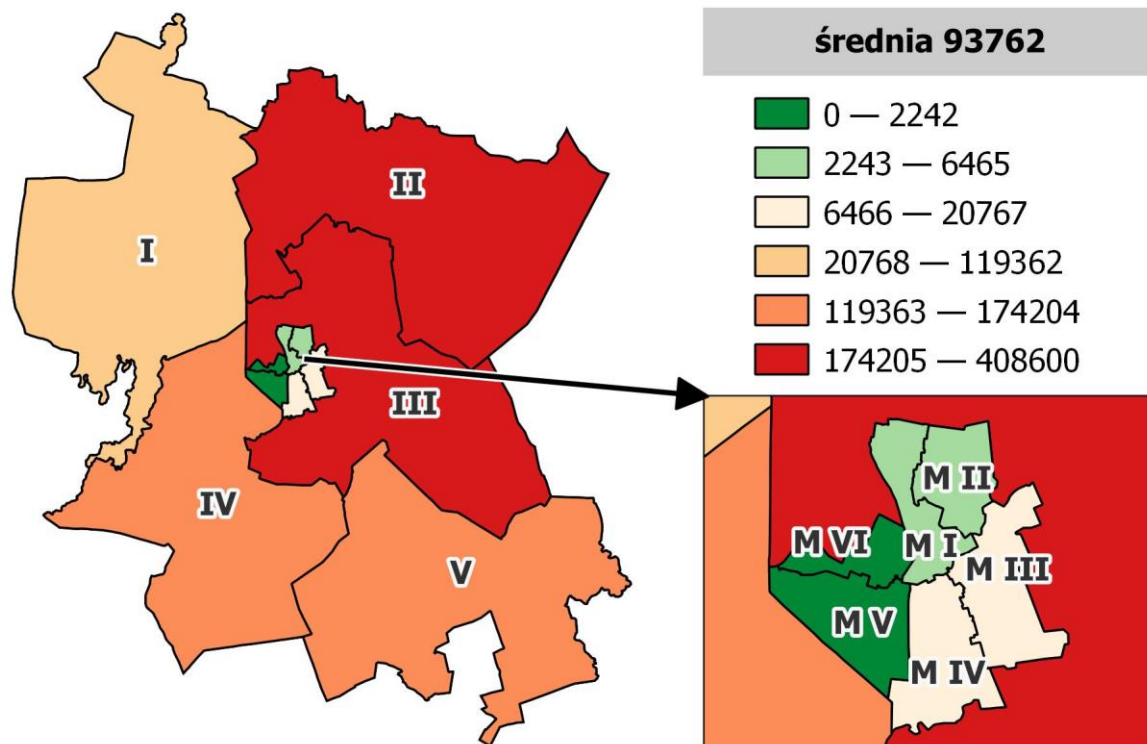 średnia 93762
0 — 2242
2243 — 6465
6466 — 20767
20768 — 119362
119363 — 174204
174205 — 408600
I
II
III
IV
V
M II
M VI
M I
M III
M V
M IV